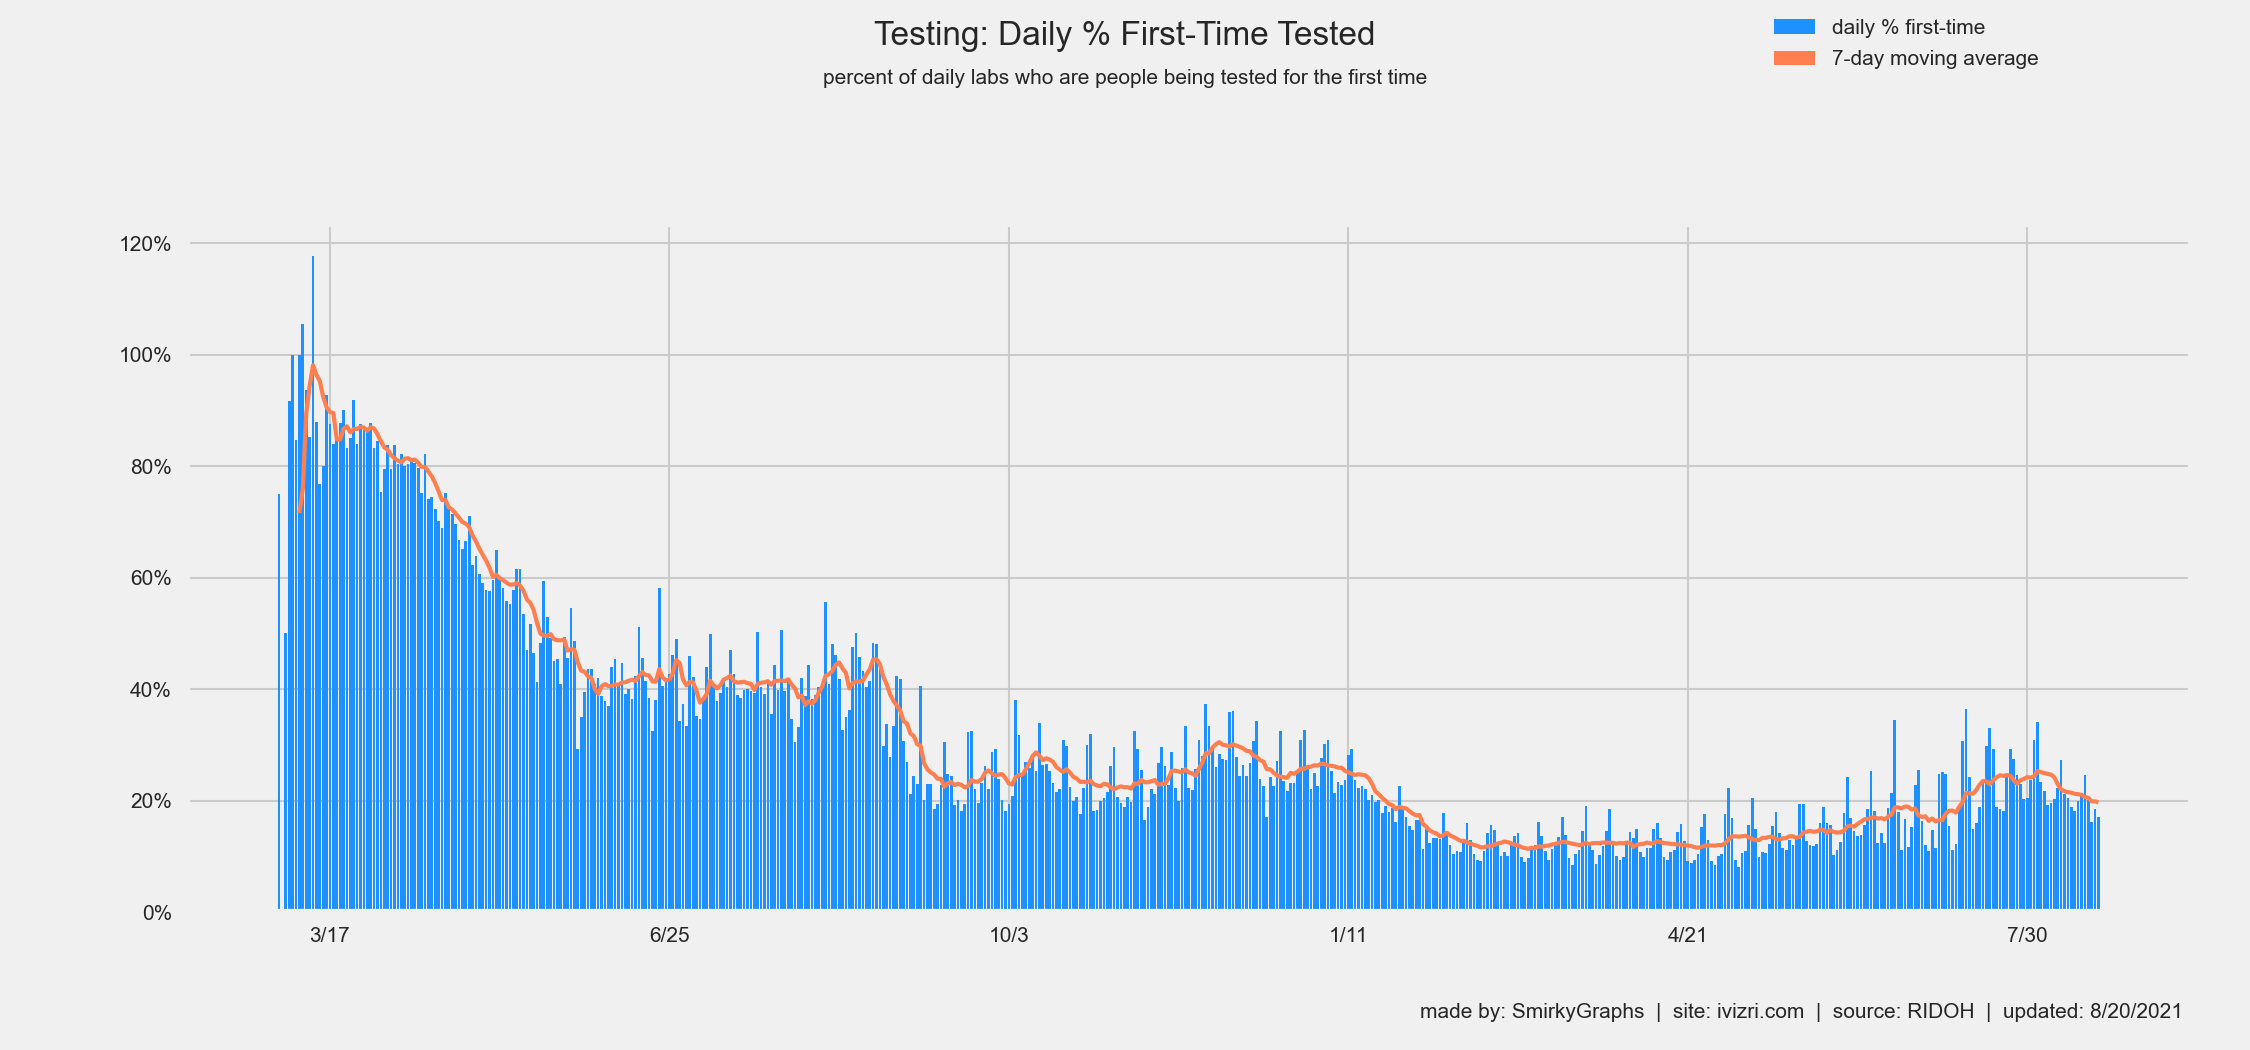 Testing: Daily % First-Time Tested
percent of daily labs who are people being tested for the first time
daily % first-time
7-day moving average
120%
100%
80%
60%
40%
20%
0%
3/17
6/25
10/3
1/11
4/21
7/30
made by: SmirkyGraphs | site: ivizri.com | source: RIDOH | updated: 8/20/2021